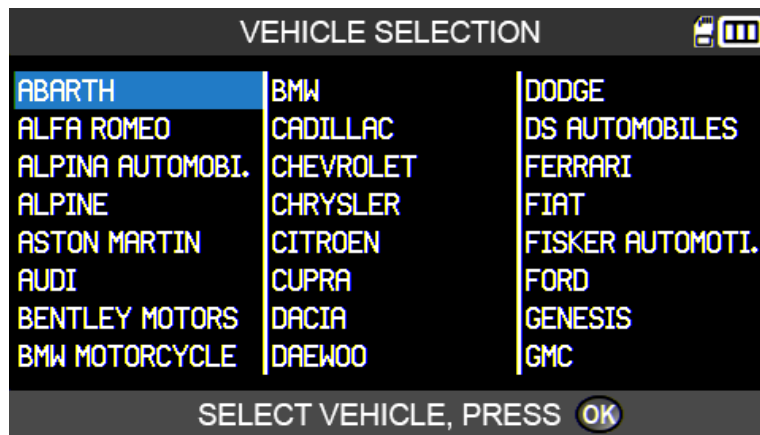 VEHICLE SELECTION
ABARTH
ALFA ROMEO
ALPINA AUTOMOBI.
ALPINE
ASTON MARTIN
AUDI
BENTLEY MOTORS
BMW MOTORCYCLE
BMW
CADILLAC
CHEVROLET
CHRYSLER
CITROEN
CUPRA
DACIA
DAEWOO
DODGE
DS AUTOMOBILES
FERRARI
FIAT
FISKER AUTOMOTI.
FORD
GENESIS
GMC
SELECT VEHICLE, PRESS OK